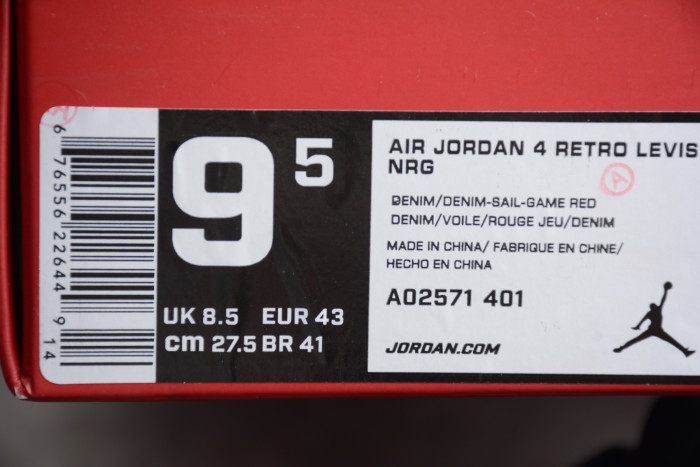 6 76556 22644 9 14
9 5
UK 8.5 EUR 43
cm 27.5 BR 41
AIR JORDAN 4 RETRO LEVIS
NRG
DENIM/DENIM-SAIL-GAME RED
DENIM/VOILE/ROUGE JEU/DENIM
MADE IN CHINA/ FABRIQUE EN CHINE/
HECHO EN CHINA
AO2571 401
JORDAN.COM
A
2